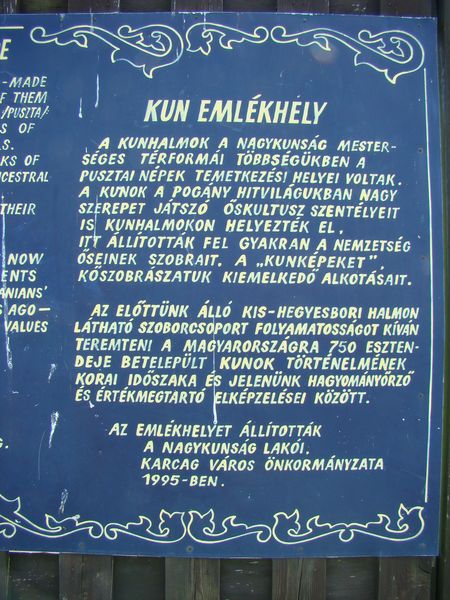 E
-MADE
F THEM
/PUSZTA/
S OF
S.
KS OF
CESTRAL
THEIR
NOW
ENTS
ANIANS'
S AGO—
VALUES
G.
KUN EMLÉKHELY
A KUNHALMOK A NAGYKUNSÁG MESTER-
SÉGES TÉRFORMÁI TÖBBSÉGÜKBEN A
PUSZTAI NÉPEK TEMETKEZÉSI HELYEI VOLTAK.
A KUNOK A POGÁNY HITVILÁGUKBAN NAGY
SZEREPET JÁTSZÓ ŐSKULTUSZ SZENTÉLYEIT
IS KUNHALMOKON HELYEZTÉK EL.
ITT ÁLLÍTOTTÁK FEL GYAKRAN A NEMZETSÉG
ŐSEINEK SZOBRAIT. A „KUNKÉPEKET",
KŐSZOBRÁSZATUK KIEMELKEDŐ ALKOTÁSAIT.
AZ ELŐTTÜNK ÁLLÓ KIS-HEGYESBORI HALMON
LÁTHATÓ SZOBORCSOPORT FOLYAMATOSSÁGOT KÍVÁN
TEREMTENI A MAGYARORSZÁGRA 750 ESZTEN-
DEJE BETELEPÜLT KUNOK TÖRTÉNELMÉNEK
KORAI IDŐSZAKA ÉS JELENÜNK HAGYOMÁNYŐRZŐ
ÉS ÉRTÉKMEGTARTÓ ELKÉPZELÉSEI KÖZÖTT.
AZ EMLÉKHELYET ÁLLÍTOTTÁK
A NAGYKUNSÁG LAKÓI.
KARCAG VÁROS ÖNKORMÁNYZATA
1995-BEN.